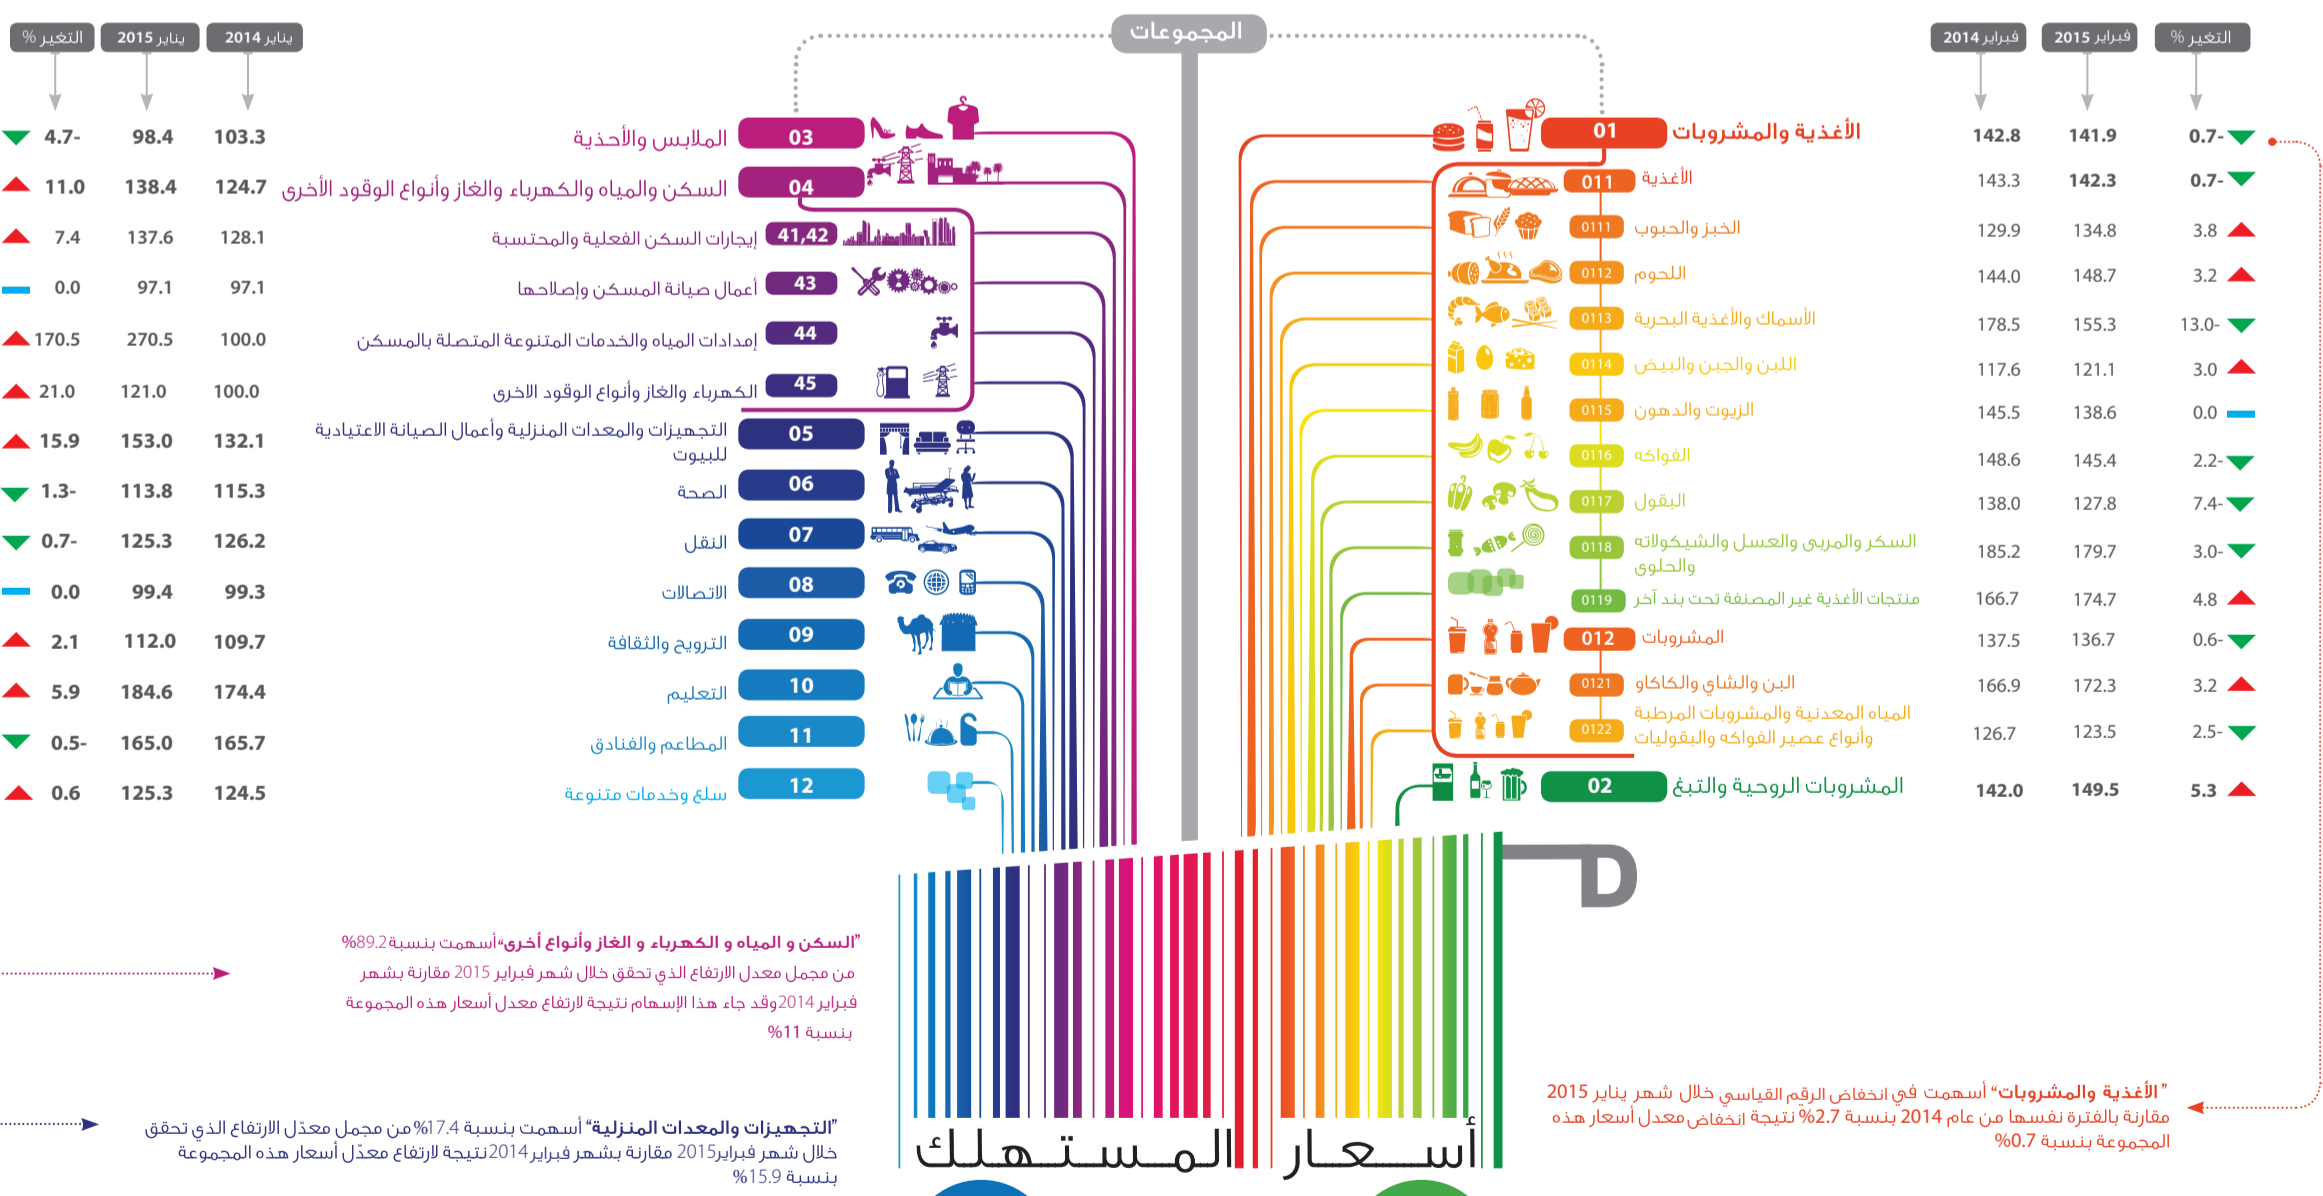 المجموعات
فبراير 2014 فبراير 2015 التغير %
01 الأغذية والمشروبات 142.8 141.9 0.7-
011 الأغذية 143.3 142.3 0.7-
0111 الخبز والحبوب 129.9 134.8 3.8
0112 اللحوم 144.0 148.7 3.2
0113 الأسماك والأغذية البحرية 178.5 155.3 13.0-
0114 اللبن والجبن والبيض 117.6 121.1 3.0
0115 الزيوت والدهون 145.5 138.6 0.0
0116 الفواكه 148.6 145.4 2.2-
0117 البقول 138.0 127.8 7.4-
0118 السكر والمربى والعسل والشيكولاته
والحلوى 185.2 179.7 3.0-
0119 منتجات الأغذية غير المصنفة تحت بند آخر 166.7 174.7 4.8
012 المشروبات 137.5 136.7 0.6-
0121 البن والشاي والكاكاو 166.9 172.3 3.2
0122 المياه المعدنية والمشروبات المرطبة
وأنواع عصير الفواكه والبقوليات 126.7 123.5 2.5-
02 المشروبات الروحية والتبغ 142.0 149.5 5.3
يناير 2014 يناير 2015 التغير %
03 الملابس والأحذية 103.3 98.4 4.7-
04 السكن والمياه والكهرباء والغاز وأنواع الوقود الأخرى 124.7 138.4 11.0
41,42 إيجارات السكن الفعلية والمحتسبة 128.1 137.6 7.4
43 أعمال صيانة المسكن وإصلاحها 97.1 97.1 0.0
44 إمدادات المياه والخدمات المتنوعة المتصلة بالمسكن 100.0 270.5 170.5
45 الكهرباء والغاز وأنواع الوقود الاخرى 100.0 121.0 21.0
05 التجهيزات والمعدات المنزلية وأعمال الصيانة الاعتيادية
للبيوت 132.1 153.0 15.9
06 الصحة 115.3 113.8 1.3-
07 النقل 126.2 125.3 0.7-
08 الاتصالات 99.3 99.4 0.0
09 الترويح والثقافة 109.7 112.0 2.1
10 التعليم 174.4 184.6 5.9
11 المطاعم والفنادق 165.7 165.0 0.5-
12 سلع وخدمات متنوعة 124.5 125.3 0.6
"السكن و المياه و الكهرباء و الغاز وأنواع أخرى" أسهمت بنسبة 89.2%
من مجمل معدل الارتفاع الذي تحقق خلال شهر فبراير 2015 مقارنة بشهر
فبراير 2014 وقد جاء هذا الإسهام نتيجة لارتفاع معدل أسعار هذه المجموعة
بنسبة 11%
" الأغذية والمشروبات" أسهمت في انخفاض الرقم القياسي خلال شهر يناير 2015
مقارنة بالفترة نفسها من عام 2014 بنسبة 2.7% نتيجة انخفاض معدل أسعار هذه
المجموعة بنسبة 0.7%
"التجهيزات والمعدات المنزلية" أسهمت بنسبة 17.4% من مجمل معدّل الارتفاع الذي تحقق
خلال شهر فبراير 2015 مقارنة بشهر فبراير 2014 نتيجة لارتفاع معدّل أسعار هذه المجموعة
بنسبة 15.9%
أسعار المستهلك